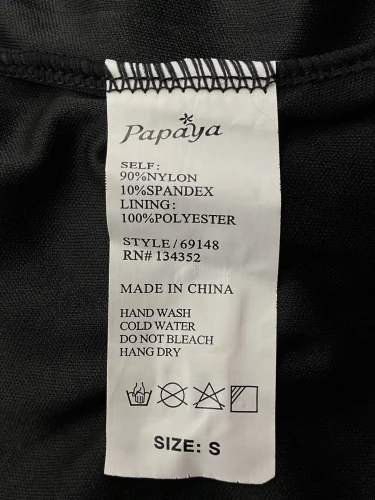 Papaya
SELF:
90%NYLON
10%SPANDEX
LINING:
100%POLYESTER
STYLE/69148
RN# 134352
MADE IN CHINA
HAND WASH
COLD WATER
DO NOT BLEACH
HANG DRY
SIZE: S